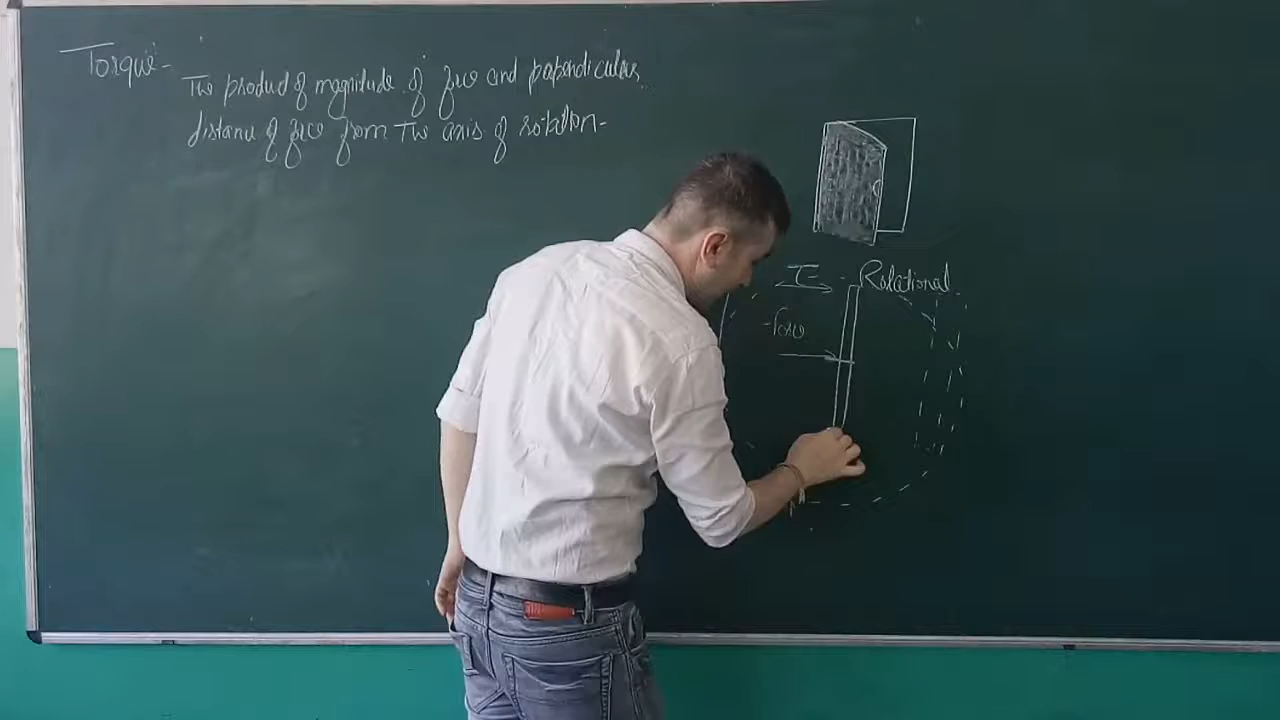 Torque -
The product of magnitude of force and perpendicular
distance of force from The axis of rotation -
τ - Rotational
force